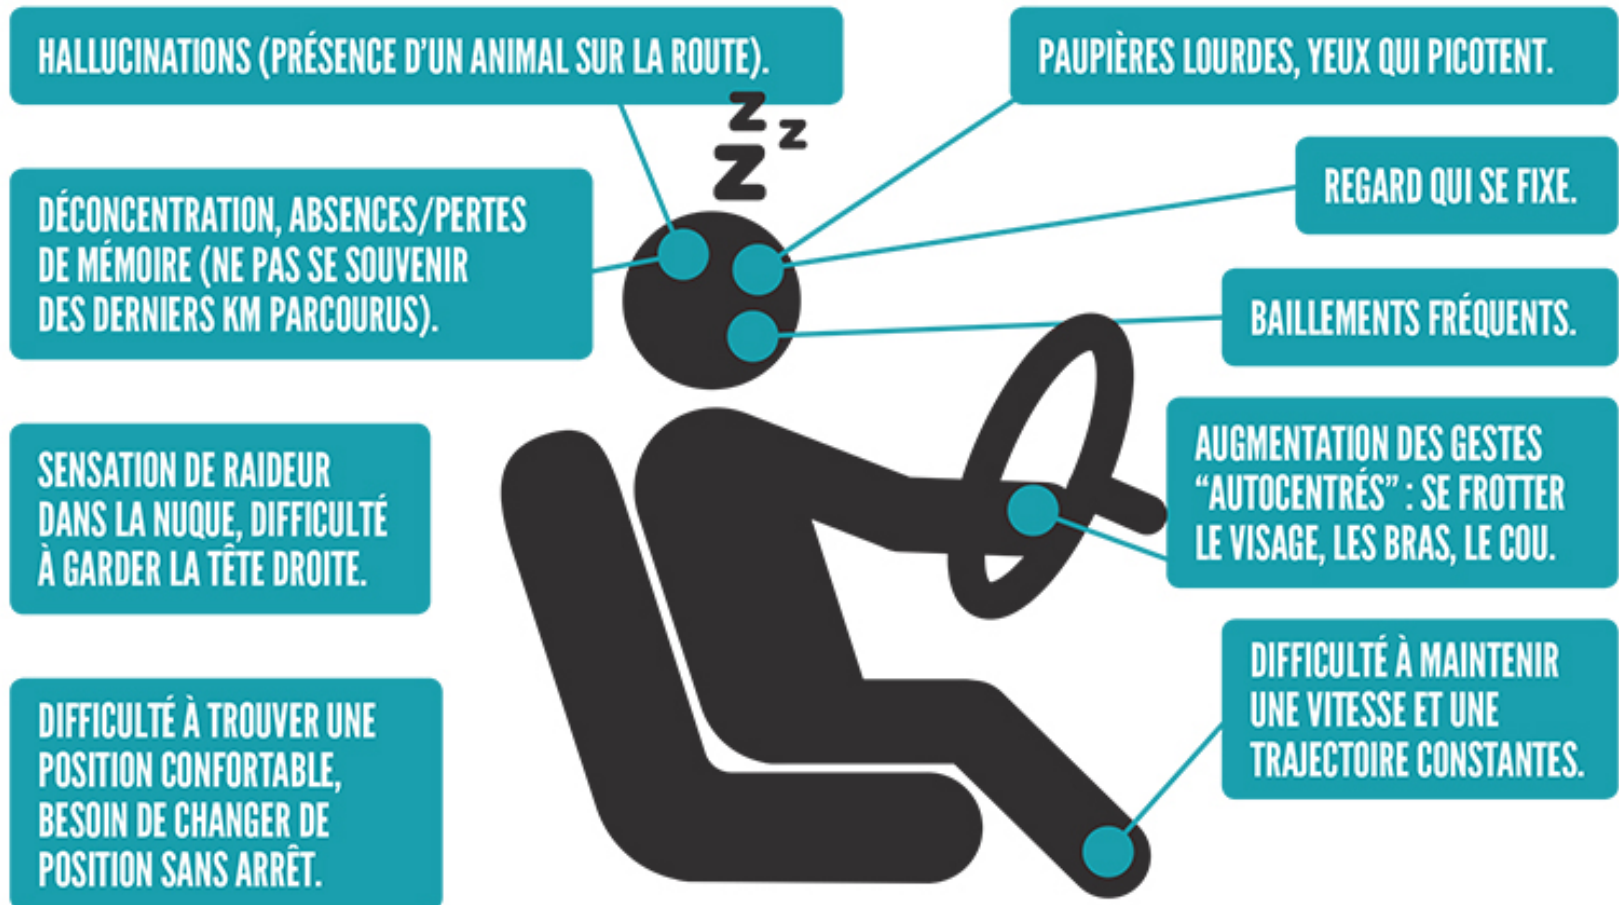 HALLUCINATIONS (PRÉSENCE D'UN ANIMAL SUR LA ROUTE).
PAUPIÈRES LOURDES, YEUX QUI PICOTENT.
z
z
z
DÉCONCENTRATION, ABSENCES/PERTES
DE MÉMOIRE (NE PAS SE SOUVENIR
DES DERNIERS KM PARCOURUS).
REGARD QUI SE FIXE.
BAILLEMENTS FRÉQUENTS.
SENSATION DE RAIDEUR
DANS LA NUQUE, DIFFICULTÉ
À GARDER LA TÊTE DROITE.
AUGMENTATION DES GESTES
“AUTOCENTRÉS” : SE FROTTER
LE VISAGE, LES BRAS, LE COU.
DIFFICULTÉ À TROUVER UNE
POSITION CONFORTABLE,
BESOIN DE CHANGER DE
POSITION SANS ARRÊT.
DIFFICULTÉ À MAINTENIR
UNE VITESSE ET UNE
TRAJECTOIRE CONSTANTES.